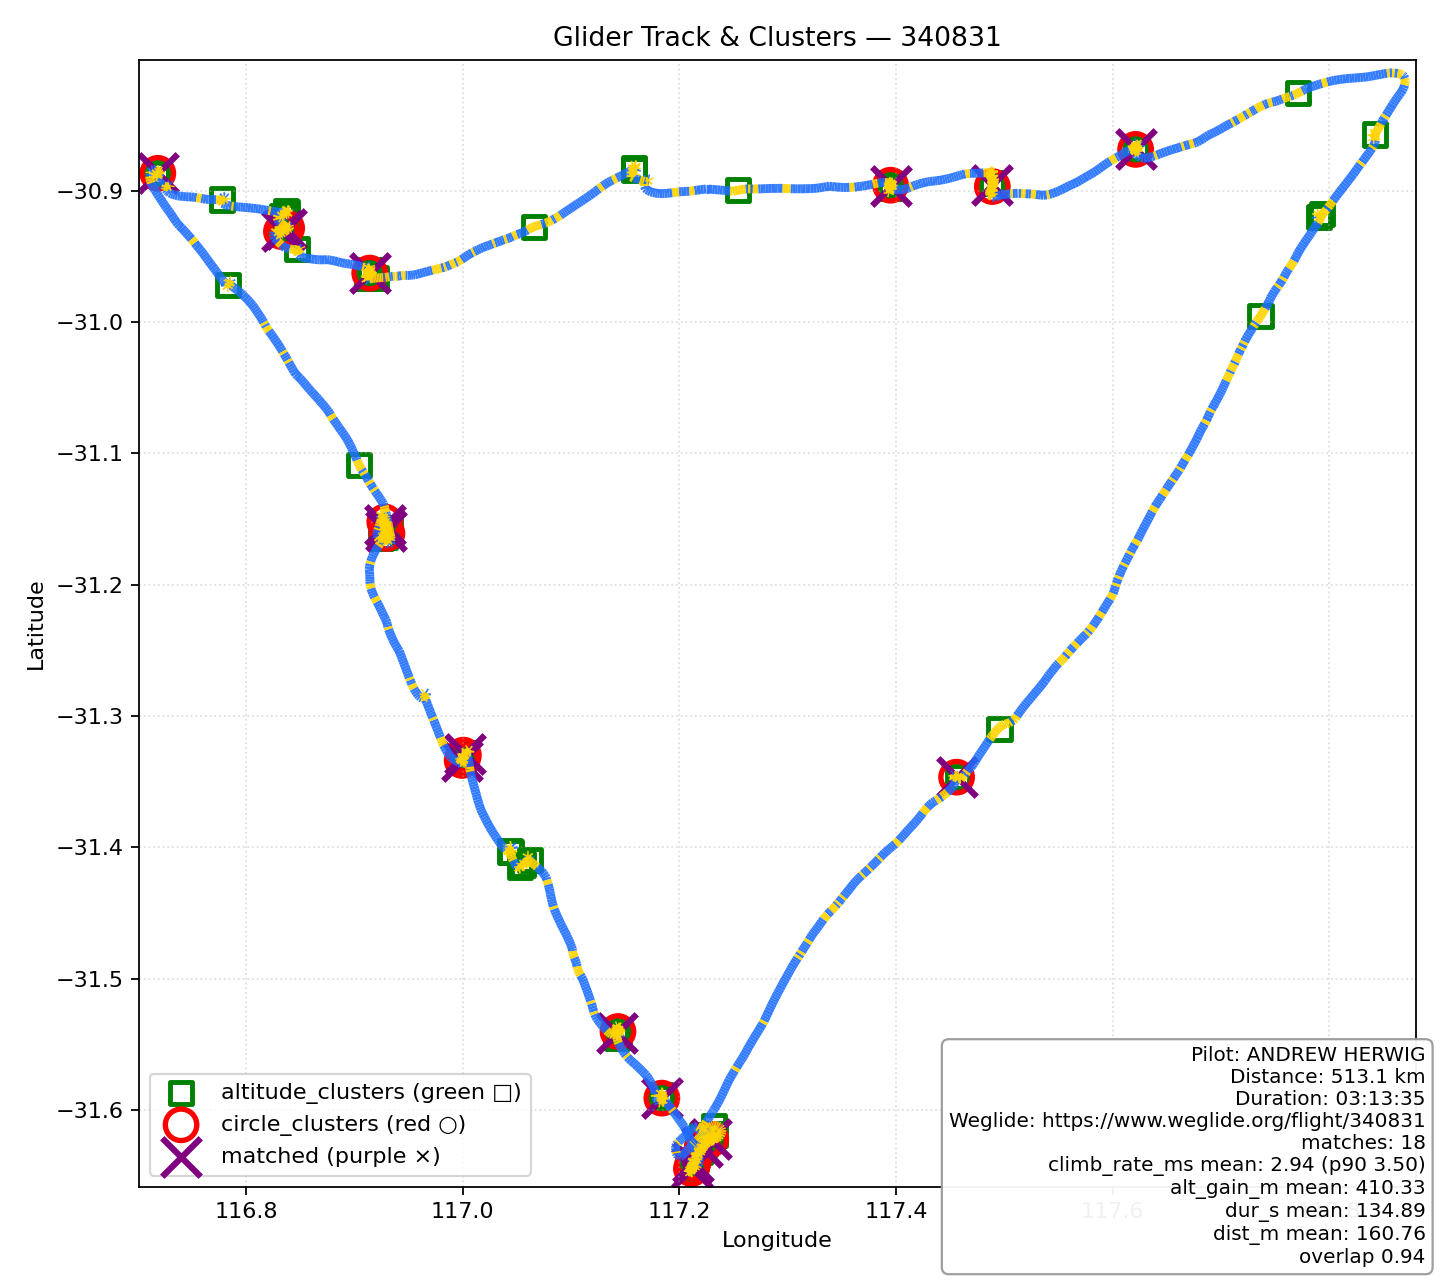 Glider Track & Clusters — 340831
Latitude
−30.9
−31.0
−31.1
−31.2
−31.3
−31.4
−31.5
−31.6
altitude_clusters (green □)
circle_clusters (red ○)
matched (purple ×)
Pilot: ANDREW HERWIG
Distance: 513.1 km
Duration: 03:13:35
Weglide: https://www.weglide.org/flight/340831
matches: 18
climb_rate_ms mean: 2.94 (p90 3.50)
alt_gain_m mean: 410.33
dur_s mean: 134.89
dist_m mean: 160.76
overlap 0.94
116.8 117.0 117.2 117.4 117.6
Longitude